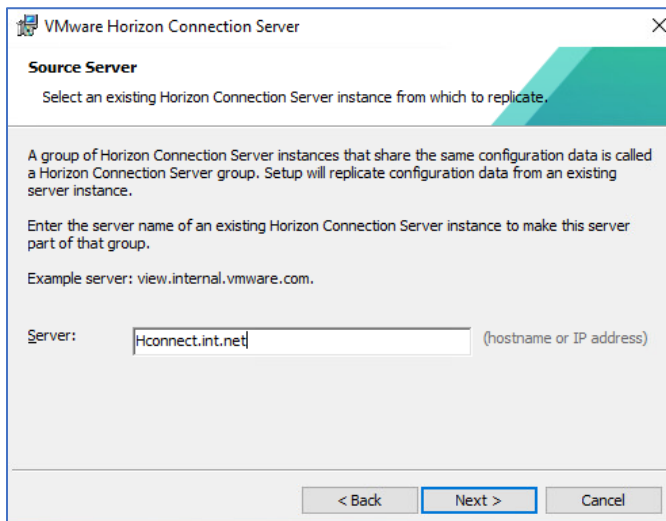 VMware Horizon Connection Server
Source Server
Select an existing Horizon Connection Server instance from which to replicate.
A group of Horizon Connection Server instances that share the same configuration data is called
a Horizon Connection Server group. Setup will replicate configuration data from an existing
server instance.
Enter the server name of an existing Horizon Connection Server instance to make this server
part of that group.
Example server: view.internal.vmware.com.
Server: Hconnect.int.net (hostname or IP address)
< Back Next > Cancel